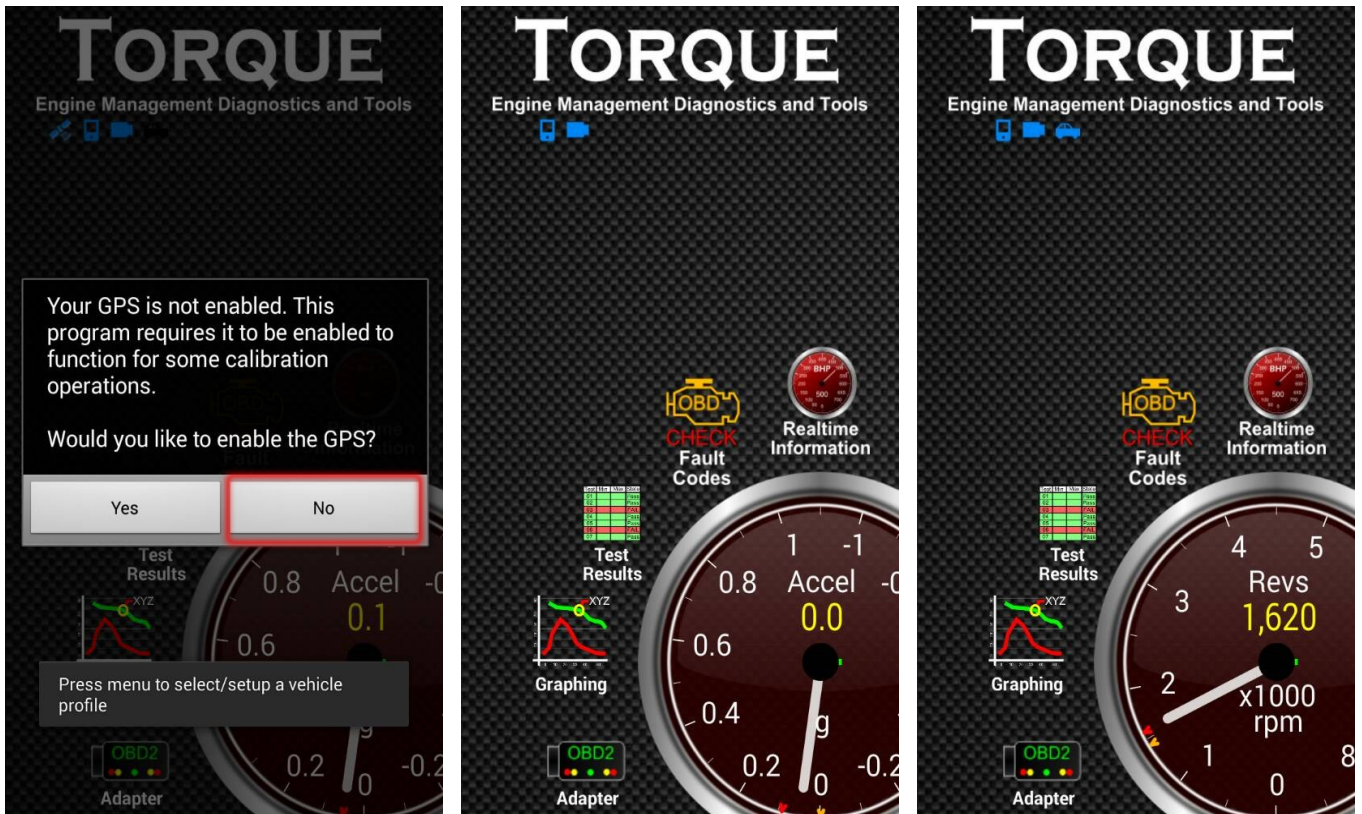 TORQUE
Engine Management Diagnostics and Tools
Your GPS is not enabled. This
program requires it to be enabled to
function for some calibration
operations.
Would you like to enable the GPS?
Yes
No
Fault
Information
Test
Results
XYZ
0.8
Accel
0.1
0.6
Press menu to select/setup a vehicle
profile
g
OBD2
Adapter
0.2
0
-0.2
TORQUE
Engine Management Diagnostics and Tools
BHP
500
OBD
CHECK
Fault
Codes
Realtime
Information
Test
Results
XYZ
Graphing
OBD2
Adapter
1
-1
0.8
Accel
0.0
0.6
0.4
g
0.2
0
-0.2
TORQUE
Engine Management Diagnostics and Tools
BHP
500
OBD
CHECK
Fault
Codes
Realtime
Information
Test
Results
XYZ
Graphing
OBD2
Adapter
4
5
3
Revs
1,620
2
x1000
rpm
1
0
8